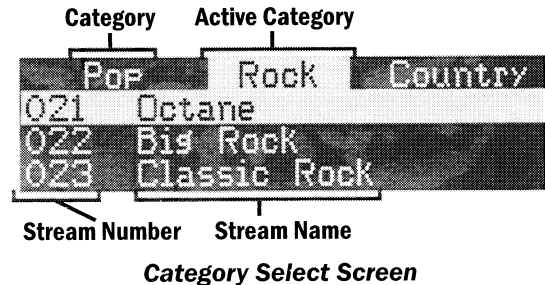 Category Active Category
Pop Rock Country
021 Octane
022 Big Rock
023 Classic Rock
Stream Number Stream Name
Category Select Screen